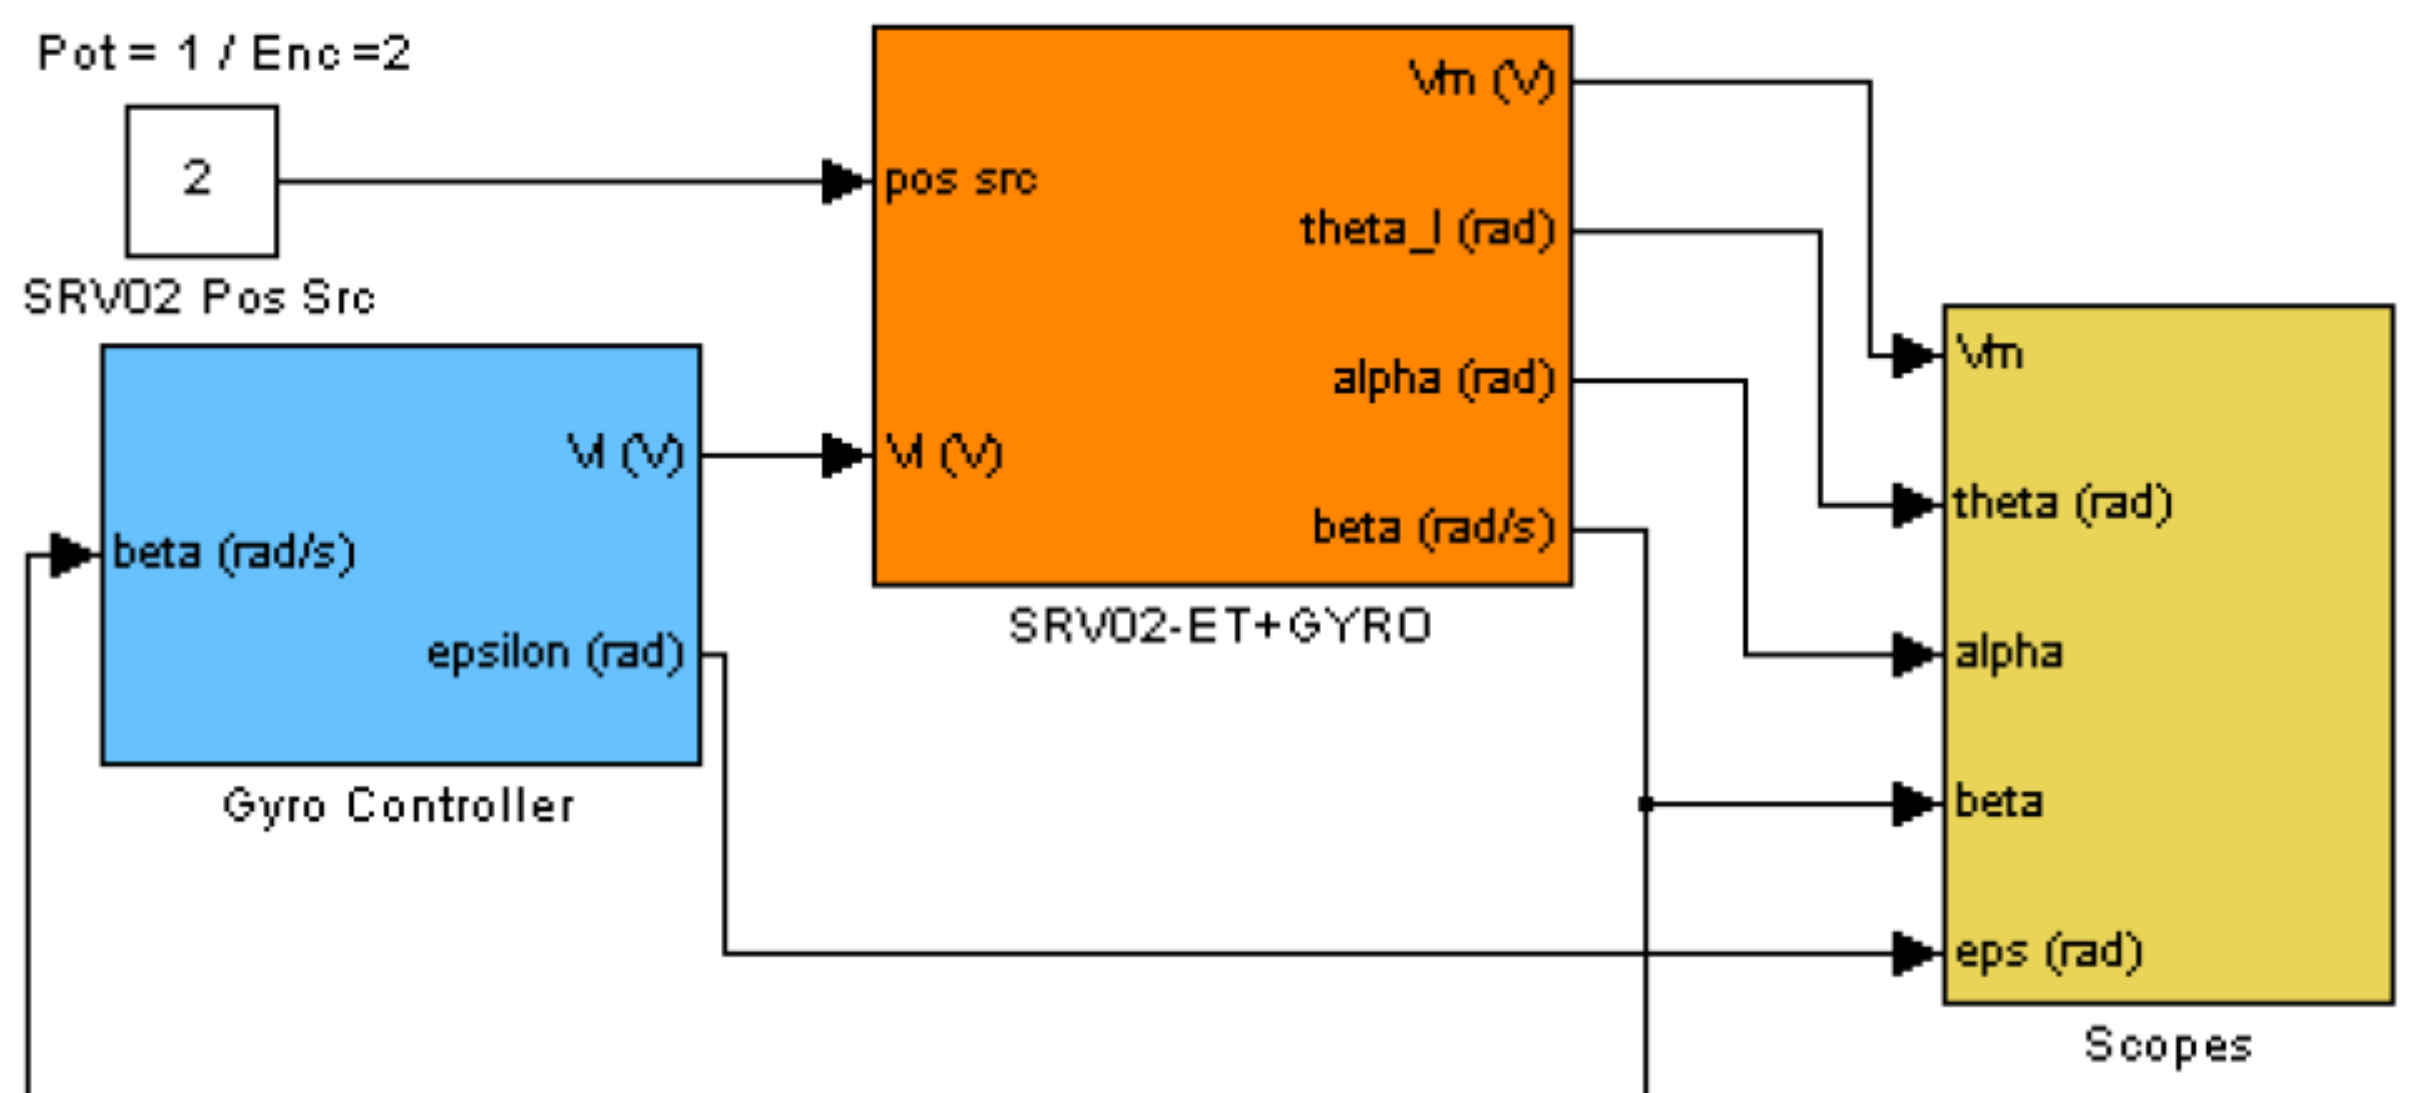 Pot = 1 / Enc =2
2
SRV02 Pos Src
Vl (V)
beta (rad/s)
epsilon (rad)
Gyro Controller
Vm (V)
pos src
theta_l (rad)
alpha (rad)
Vl (V)
beta (rad/s)
SRV02-ET+GYRO
Vm
theta (rad)
alpha
beta
eps (rad)
Scopes